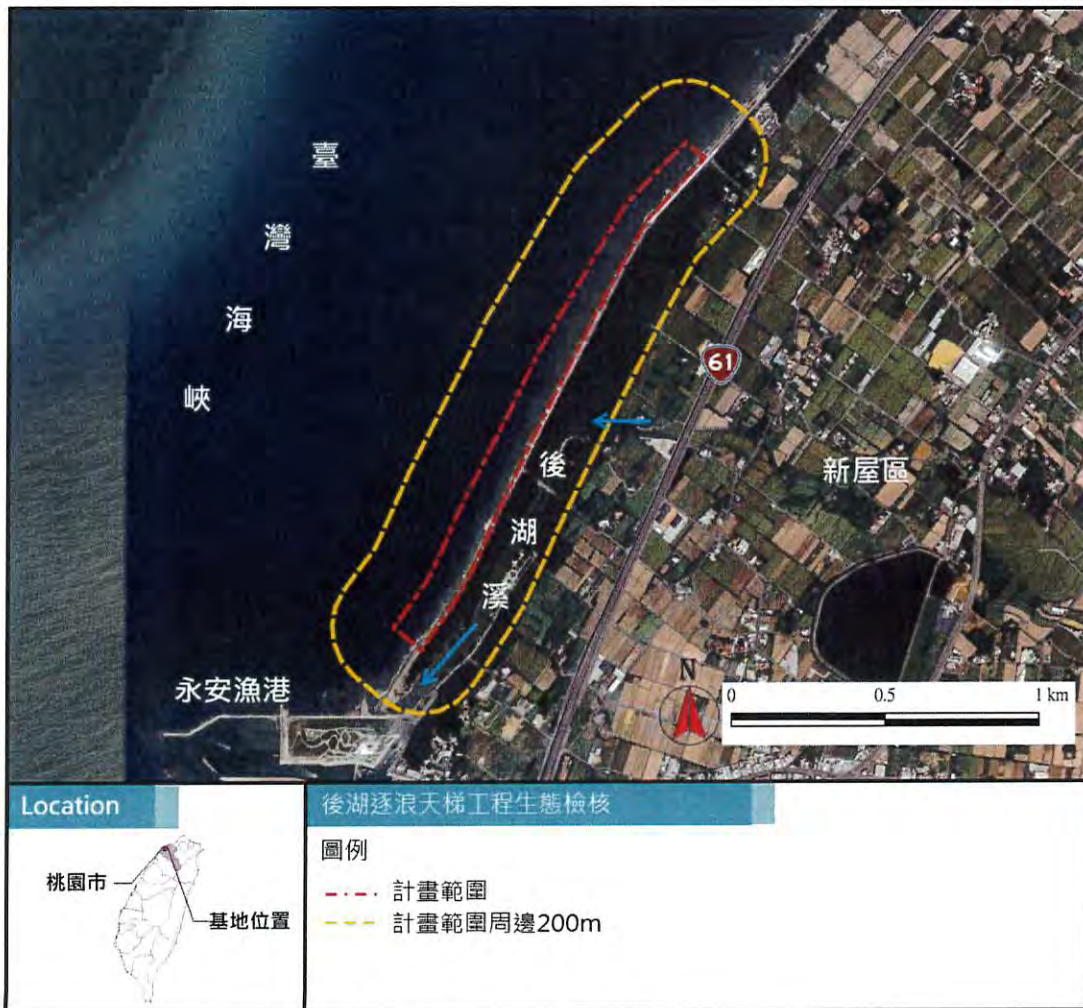 臺灣海峽
61
後湖溪
新屋區
永安漁港
N
0 0.5 1 km
Location
桃園市
基地位置
後湖逐浪天梯工程生態檢核
圖例
計畫範圍
計畫範圍周邊200m